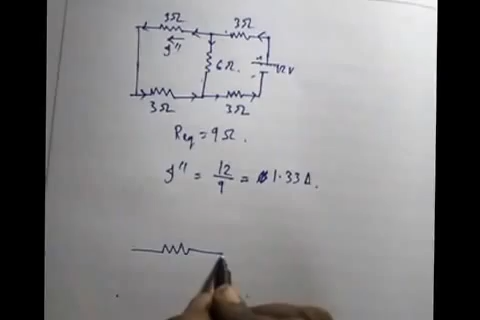 3Ω 3Ω
I"
6Ω. 12V
3Ω 3Ω
Req = 9Ω.
I" = 12/9 = 1.33A.